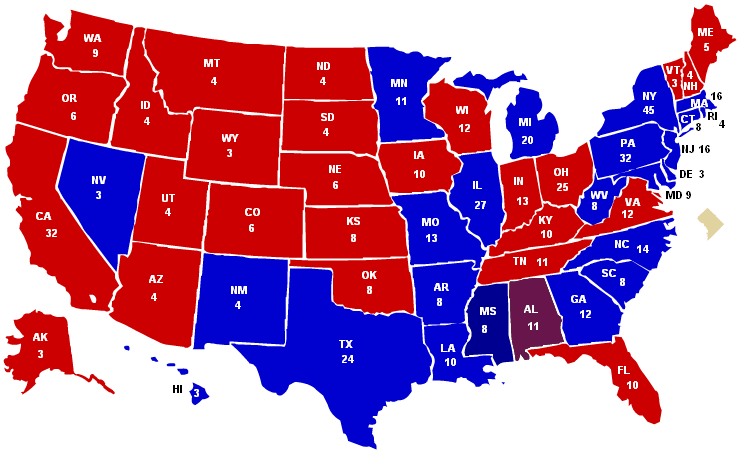 WA
9
OR
6
CA
32
NV
3
ID
4
MT
4
WY
3
UT
4
AZ
4
CO
6
NM
4
ND
4
SD
4
NE
6
KS
8
OK
8
TX
24
MN
11
IA
10
MO
13
AR
8
LA
10
WI
12
IL
27
MI
20
IN
13
OH
25
KY
10
TN 11
MS
8
AL
11
GA
12
FL
10
SC
8
NC 14
VA
12
WV
8
PA
32
NY
45
VT
3
4
NH
ME
5
MA
16
RI
4
CT
8
NJ 16
DE 3
MD 9
AK
3
HI
3